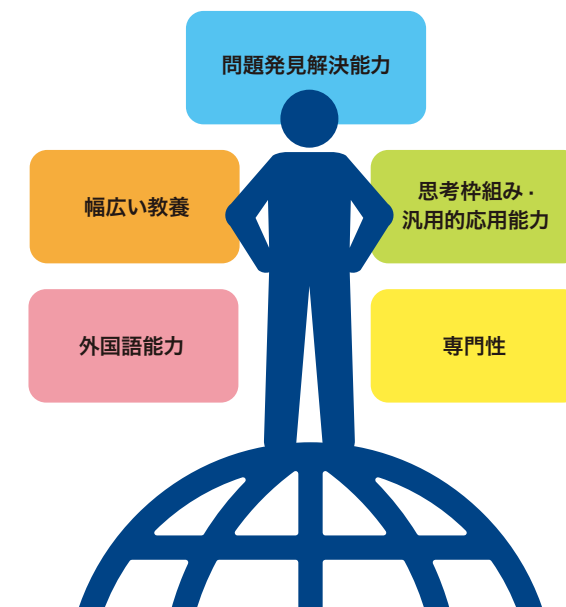 問題発見解決能力
幅広い教養
思考枠組み·
汎用的応用能力
外国語能力
専門性